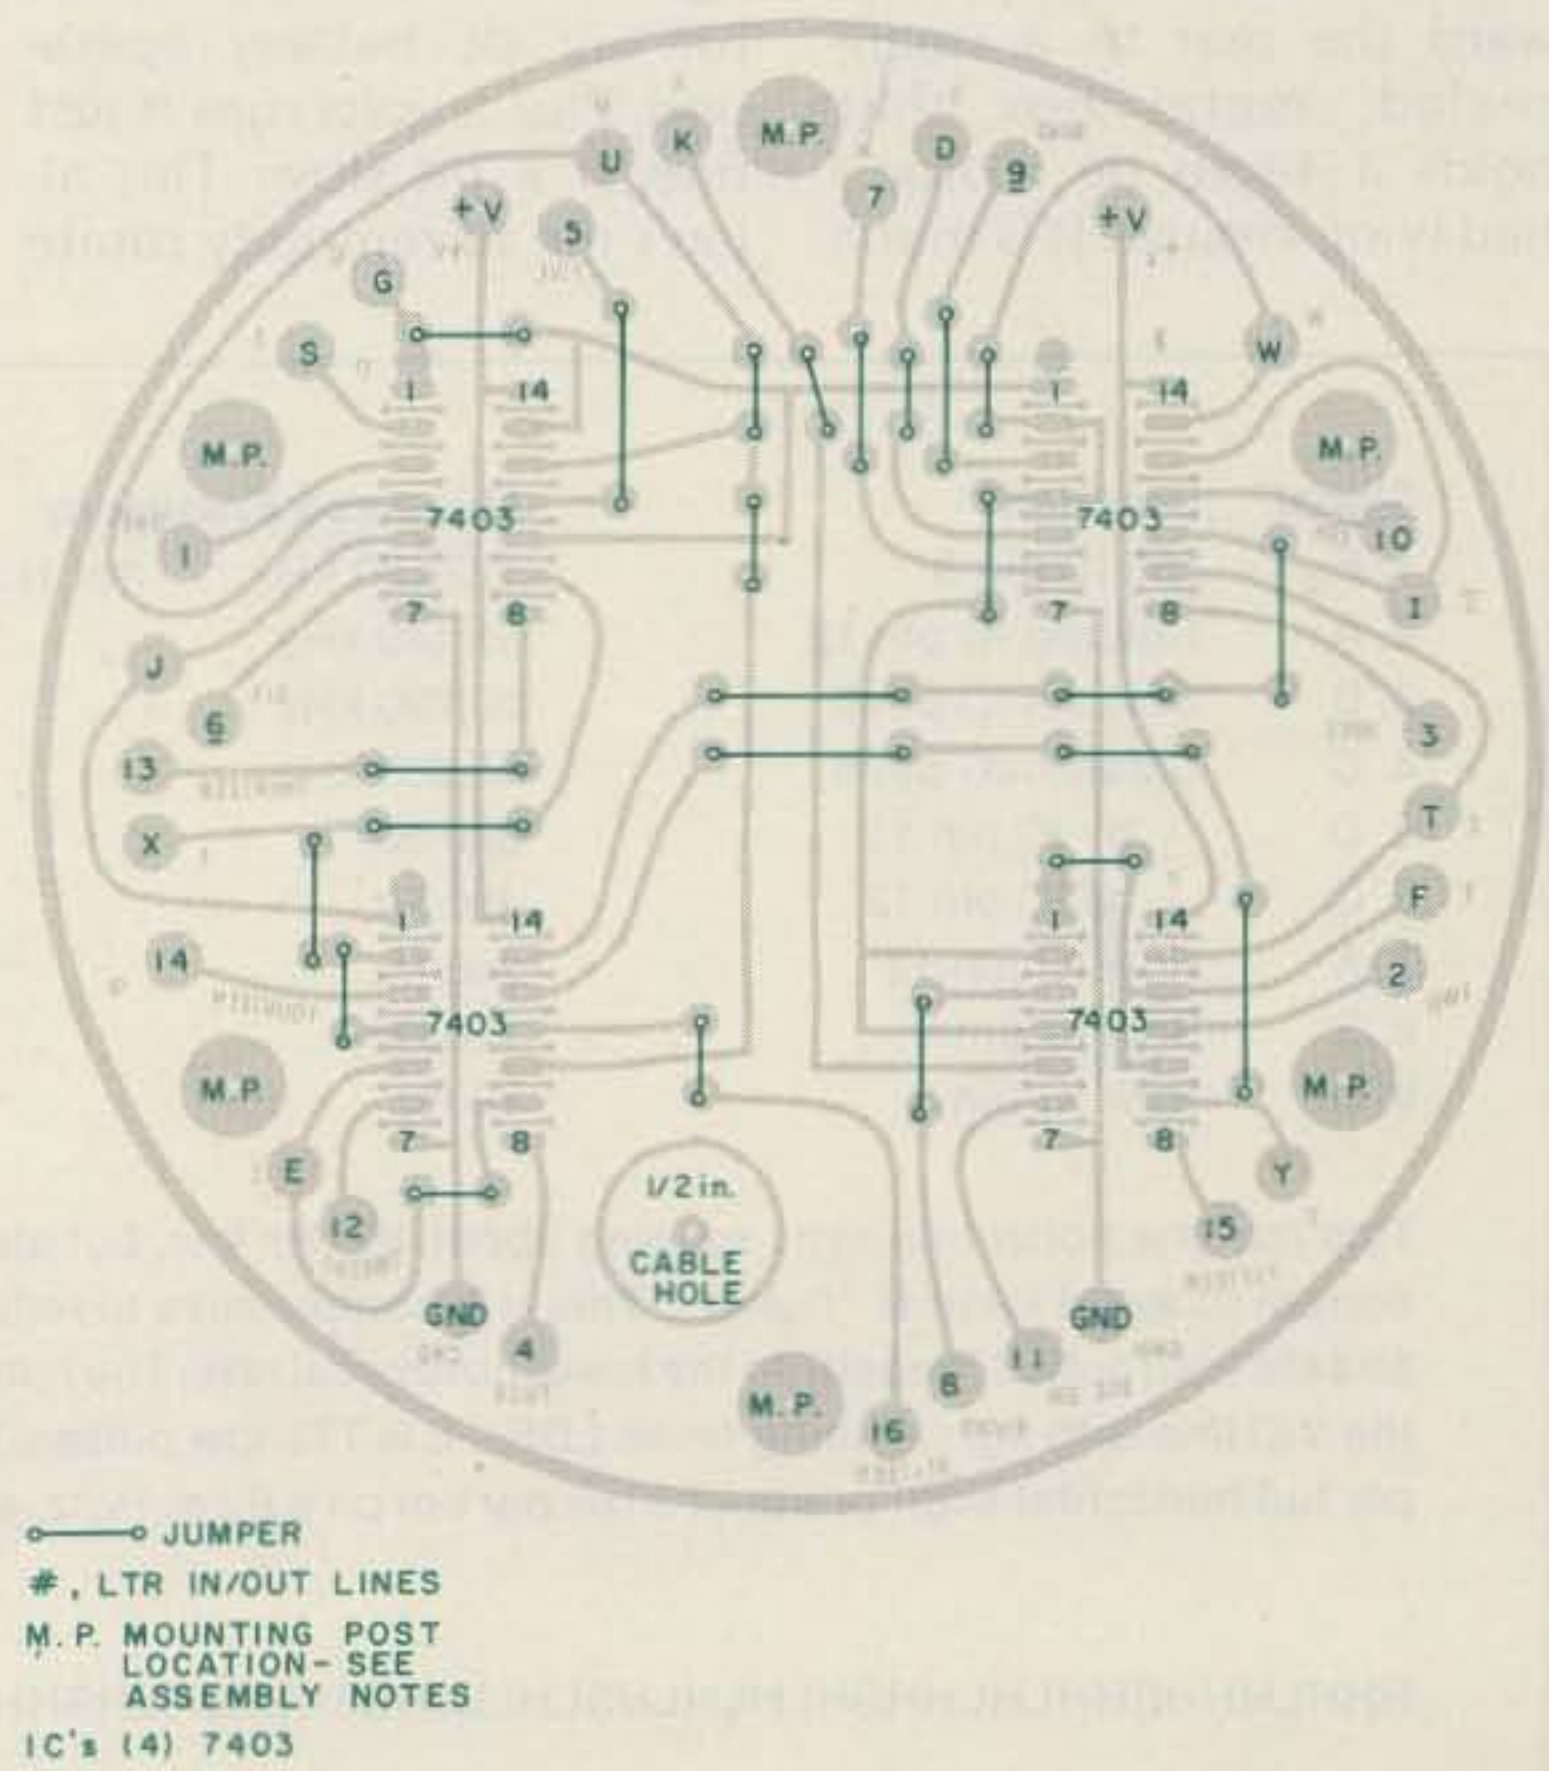 U K M.P. D
7 9
+V 5 +V
G
S W
1 14 1 14
M.P. M.P.
7403 7403
1 10
I
7 8 7 8
J
6 3
13
X T
F
1 14 1 14
14 2
7403 7403
M.P. M.P.
7 8 7 8
E Y
1/2 in.
12 15
CABLE
HOLE
GND GND
4 11
8
M.P.
16
JUMPER
#, LTR IN/OUT LINES
M.P. MOUNTING POST
LOCATION - SEE
ASSEMBLY NOTES
IC's (4) 7403